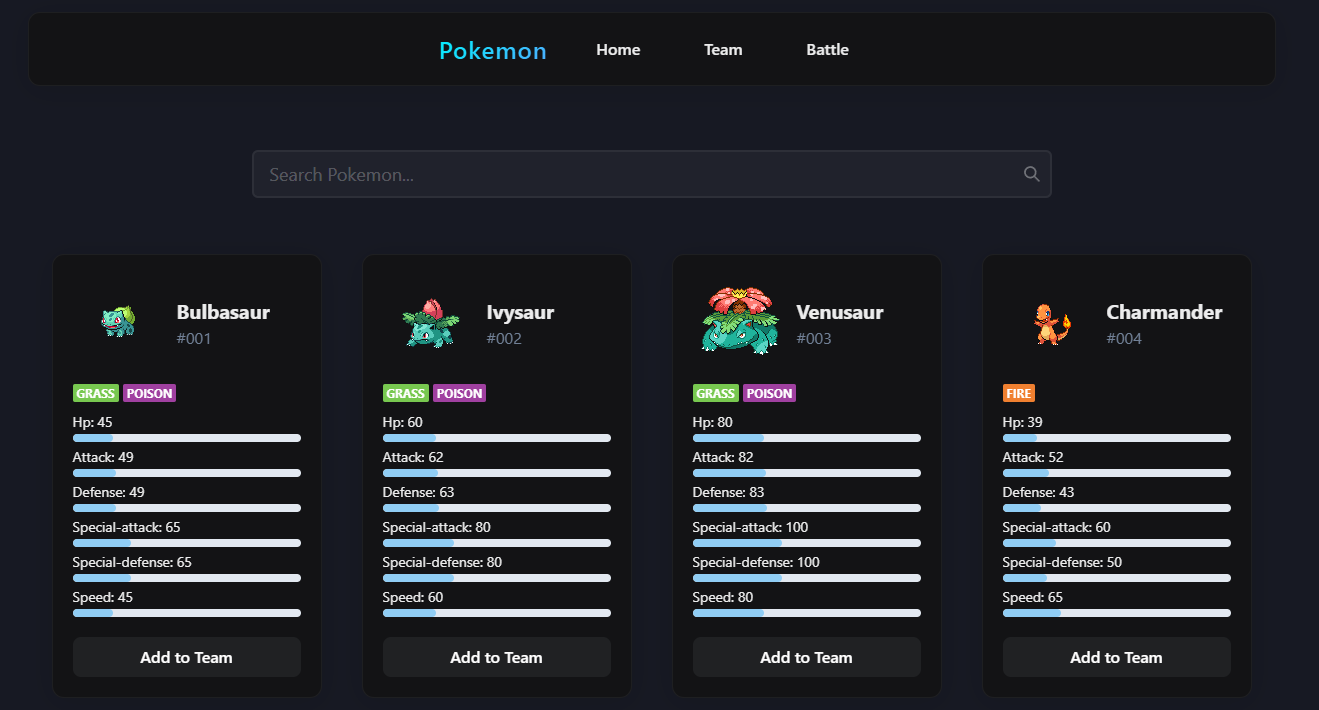 Pokemon Home Team Battle
Search Pokemon...
Bulbasaur
#001
GRASS POISON
Hp: 45
Attack: 49
Defense: 49
Special-attack: 65
Special-defense: 65
Speed: 45
Add to Team
Ivysaur
#002
GRASS POISON
Hp: 60
Attack: 62
Defense: 63
Special-attack: 80
Special-defense: 80
Speed: 60
Add to Team
Venusaur
#003
GRASS POISON
Hp: 80
Attack: 82
Defense: 83
Special-attack: 100
Special-defense: 100
Speed: 80
Add to Team
Charmander
#004
FIRE
Hp: 39
Attack: 52
Defense: 43
Special-attack: 60
Special-defense: 50
Speed: 65
Add to Team